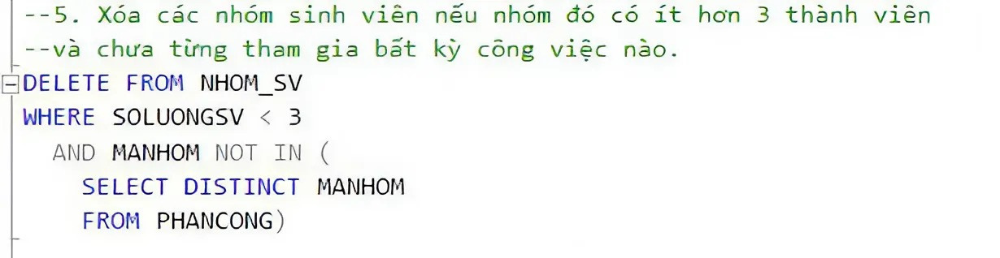 --5. Xóa các nhóm sinh viên nếu nhóm đó có ít hơn 3 thành viên
--và chưa từng tham gia bất kỳ công việc nào.
DELETE FROM NHOM_SV
WHERE SOLUONGSV < 3
AND MANHOM NOT IN (
SELECT DISTINCT MANHOM
FROM PHANCONG)